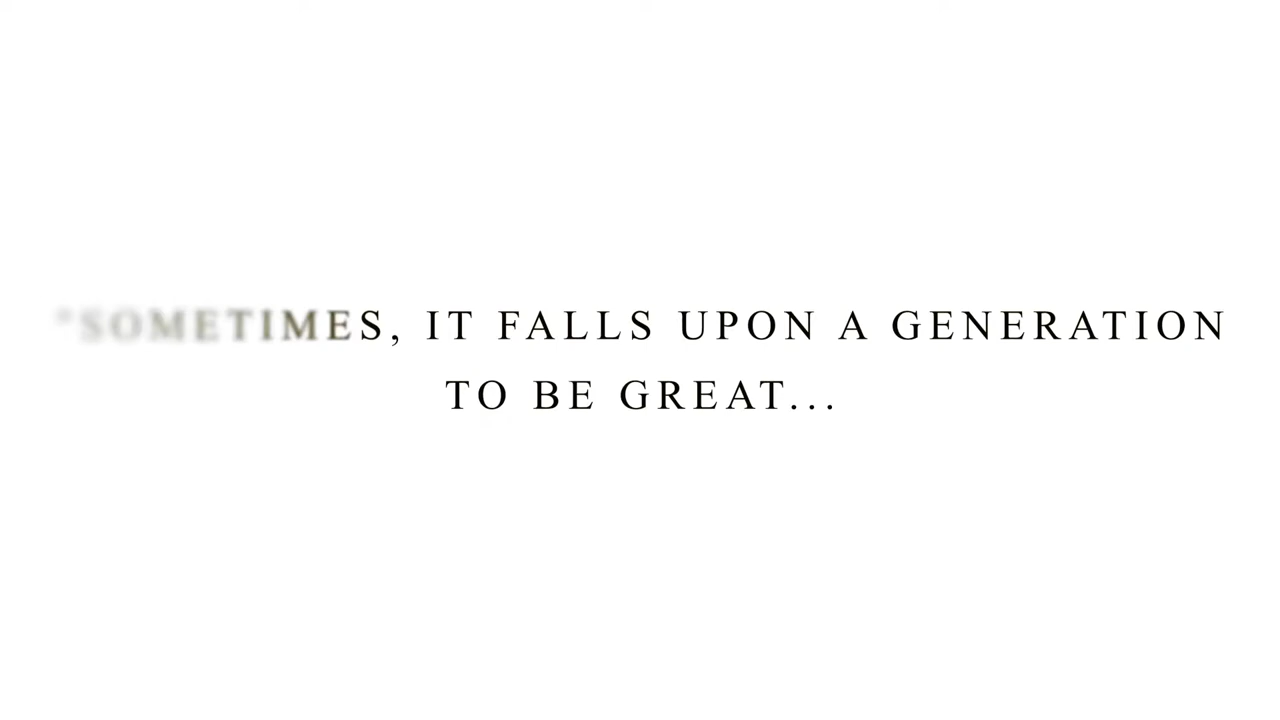 "SOMETIMES, IT FALLS UPON A GENERATION
TO BE GREAT...